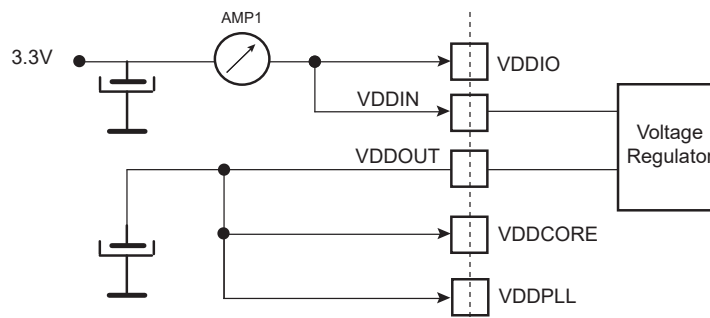 AMP1
3.3V
VDDIO
VDDIN
Voltage
Regulator
VDDOUT
VDDCORE
VDDPLL